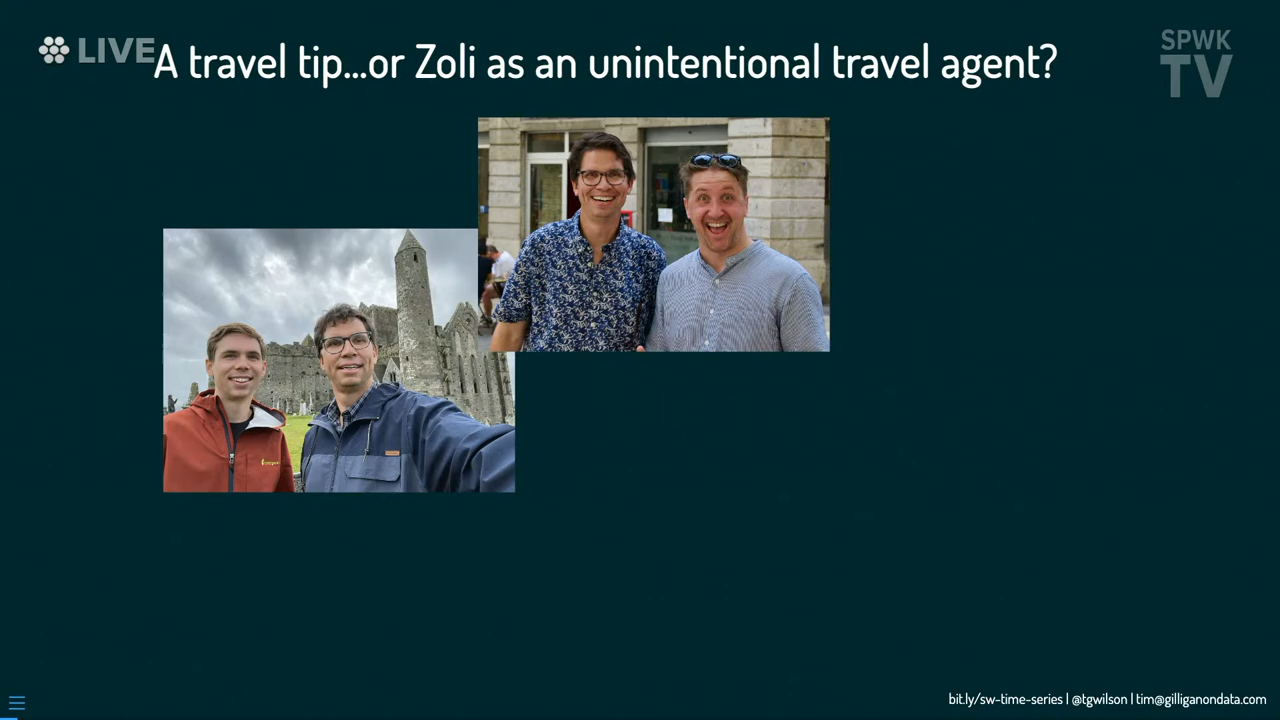 LIVE
A travel tip...or Zoli as an unintentional travel agent?
SPWK
TV
bit.ly/sw-time-series | @tgwilson | tim@gilliganondata.com